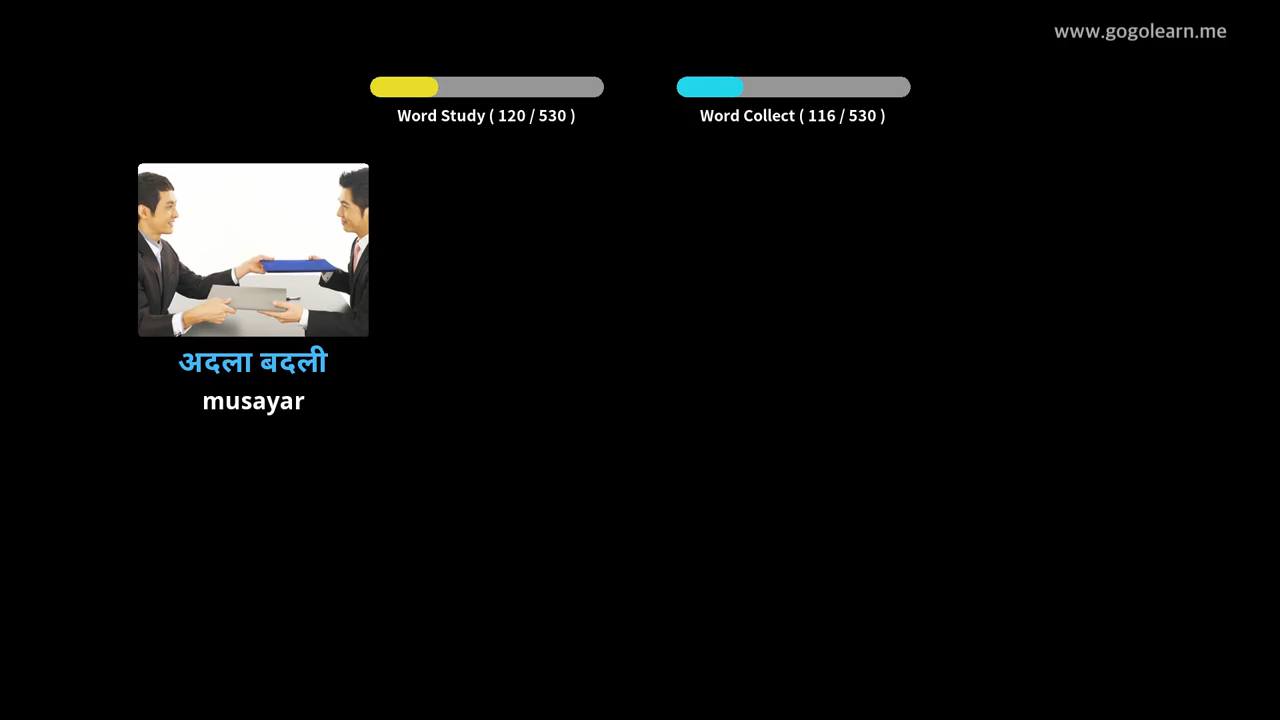 www.gogolearn.me
Word Study ( 120 / 530 )
Word Collect ( 116 / 530 )
अदला बदली
musayar